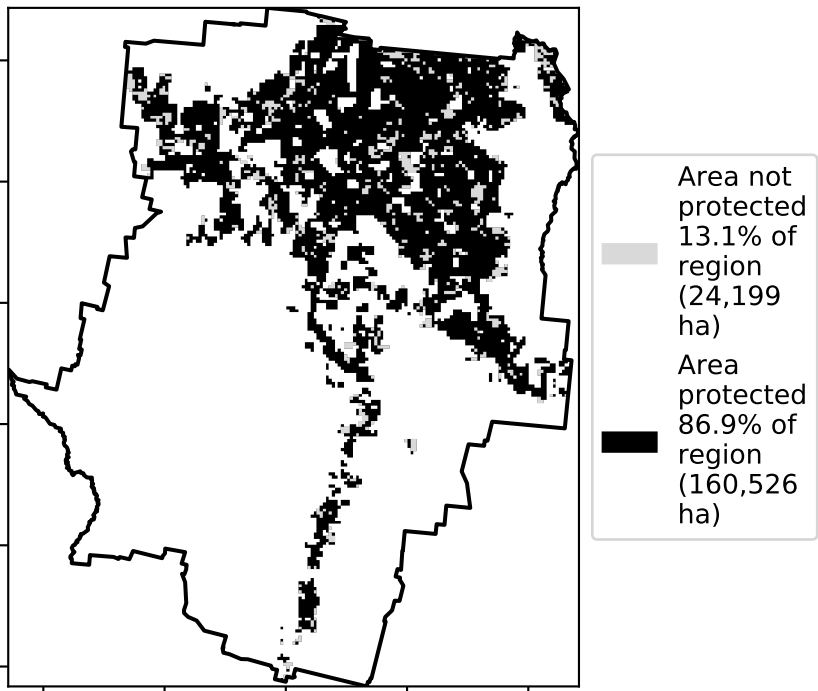 Area not
protected
13.1% of
region
(24,199
ha)
Area
protected
86.9% of
region
(160,526
ha)